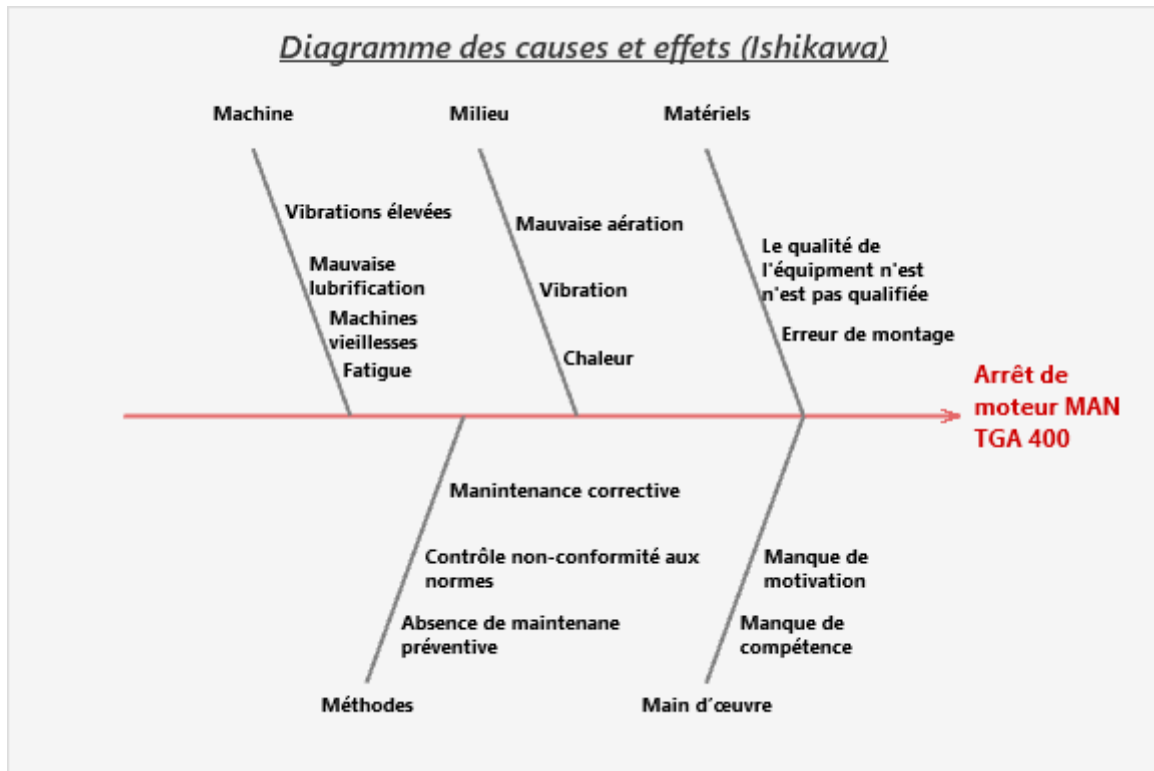 Diagramme des causes et effets (Ishikawa)
Machine
Milieu
Matériels
Vibrations élevées
Mauvaise
lubrification
Machines
vieillesses
Fatigue
Mauvaise aération
Vibration
Chaleur
Le qualité de
l'équipment n'est
n'est pas qualifiée
Erreur de montage
Arrêt de
moteur MAN
TGA 400
Manintenance corrective
Contrôle non-conformité aux
normes
Absence de maintenane
préventive
Manque de
motivation
Manque de
compétence
Méthodes
Main d’œuvre